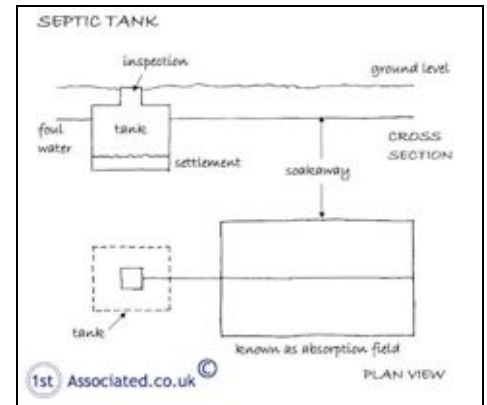 SEPTIC TANK
inspection
ground level
foul
water
tank
settlement
CROSS
SECTION
soakaway
tank
known as absorption field
PLAN VIEW
1st Associated.co.uk ©